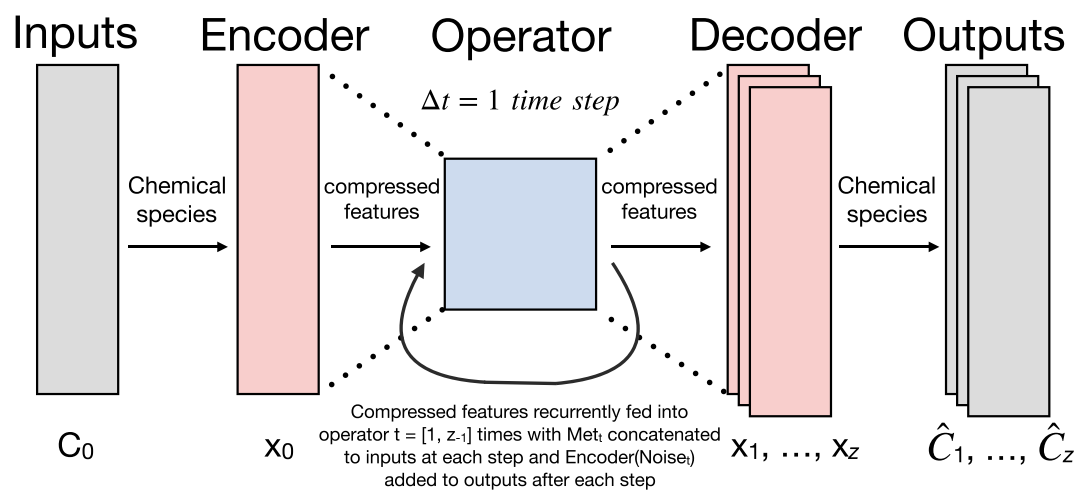 Inputs Encoder Operator Decoder Outputs
Δt = 1 time step
Chemical species
compressed features
compressed features
Chemical species
Compressed features recurrently fed into
operator t = [1, z-1] times with Mett concatenated
to inputs at each step and Encoder(Noiset)
added to outputs after each step
C0
x0
x1, ..., xz
Ĉ1, ..., Ĉz